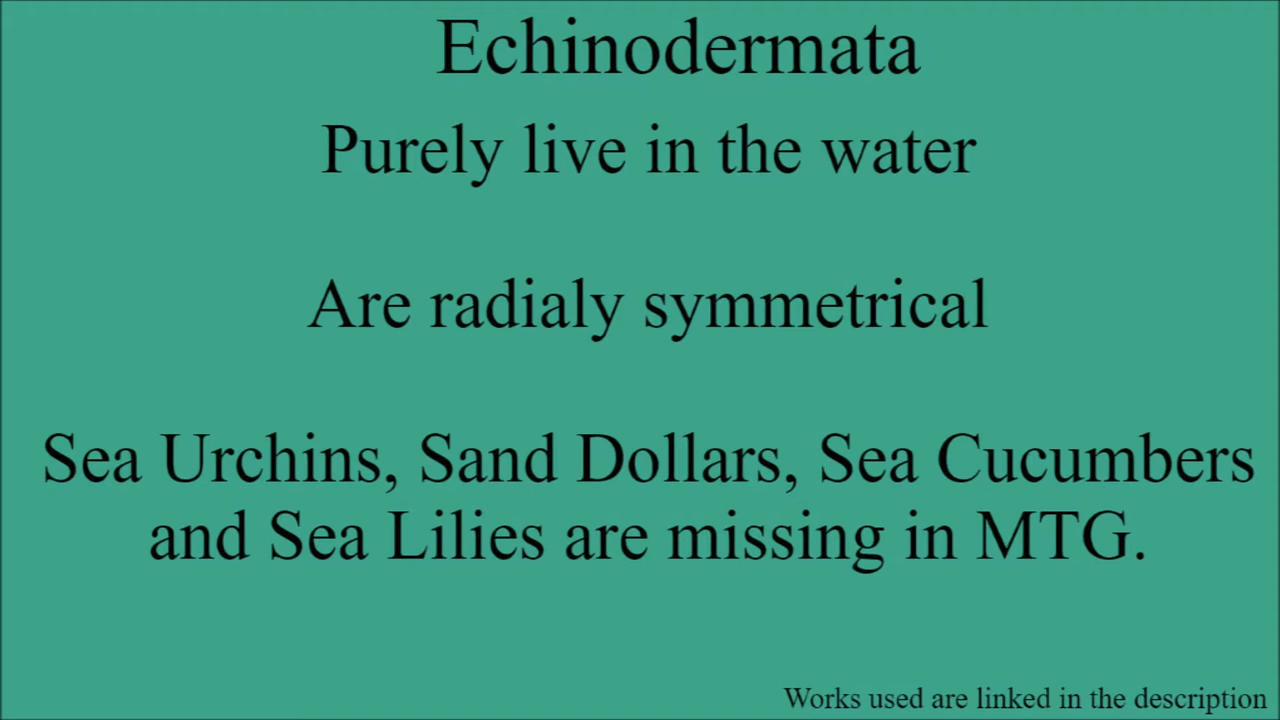 Echinodermata
Purely live in the water
Are radialy symmetrical
Sea Urchins, Sand Dollars, Sea Cucumbers
and Sea Lilies are missing in MTG.
Works used are linked in the description